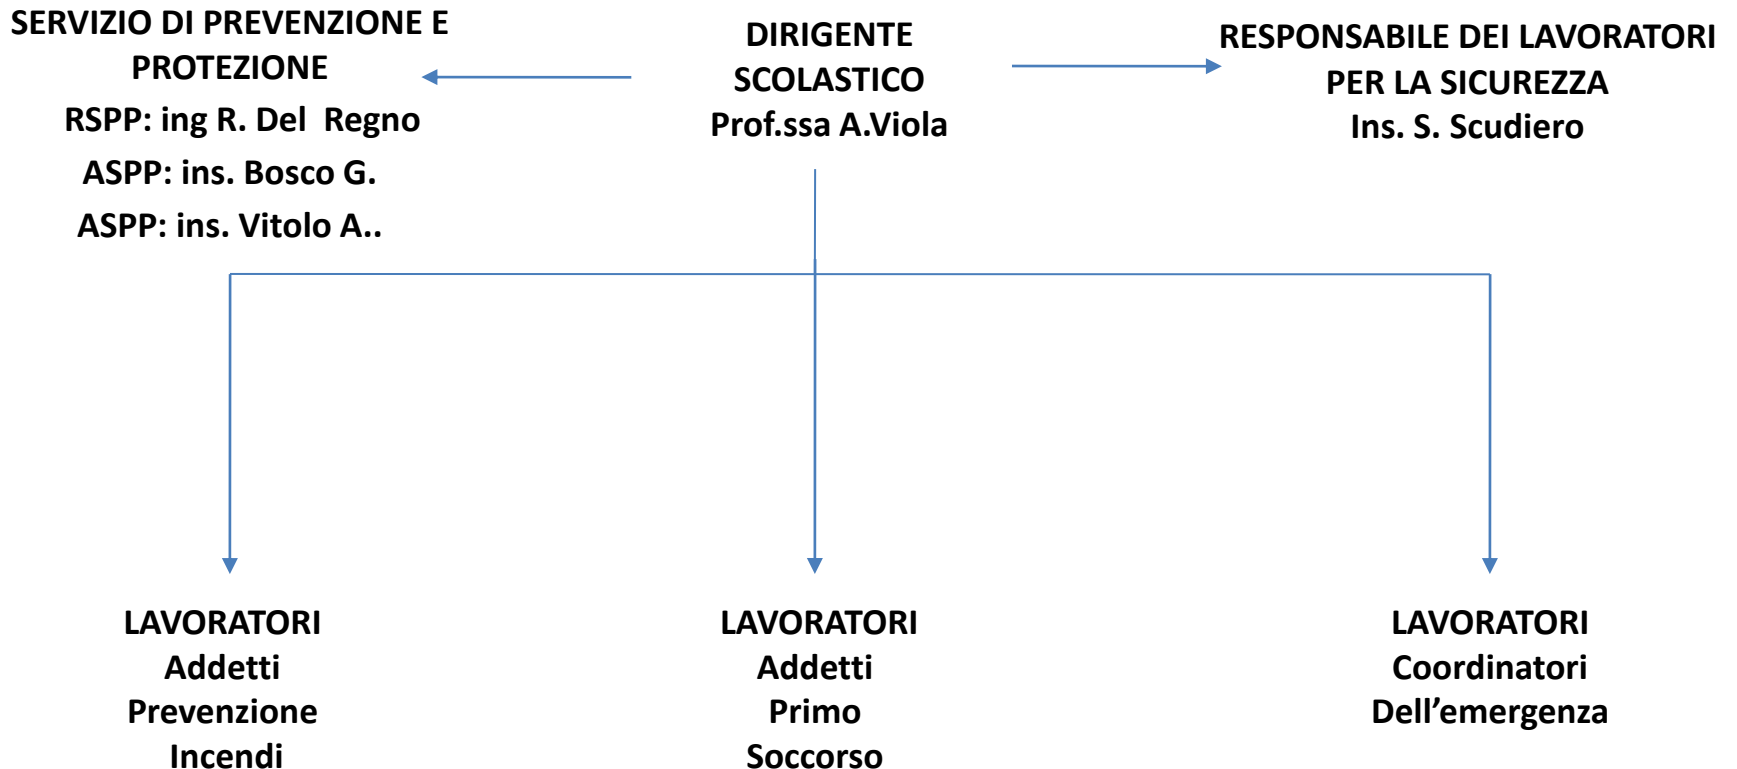 SERVIZIO DI PREVENZIONE E
PROTEZIONE
RSPP: ing R. Del  Regno
ASPP: ins. Bosco G.
ASPP: ins. Vitolo A..
DIRIGENTE
SCOLASTICO
Prof.ssa A.Viola
RESPONSABILE DEI LAVORATORI
PER LA SICUREZZA
Ins. S. Scudiero
LAVORATORI
Addetti
Prevenzione
Incendi
LAVORATORI
Addetti
Primo
Soccorso
LAVORATORI
Coordinatori
Dell’emergenza